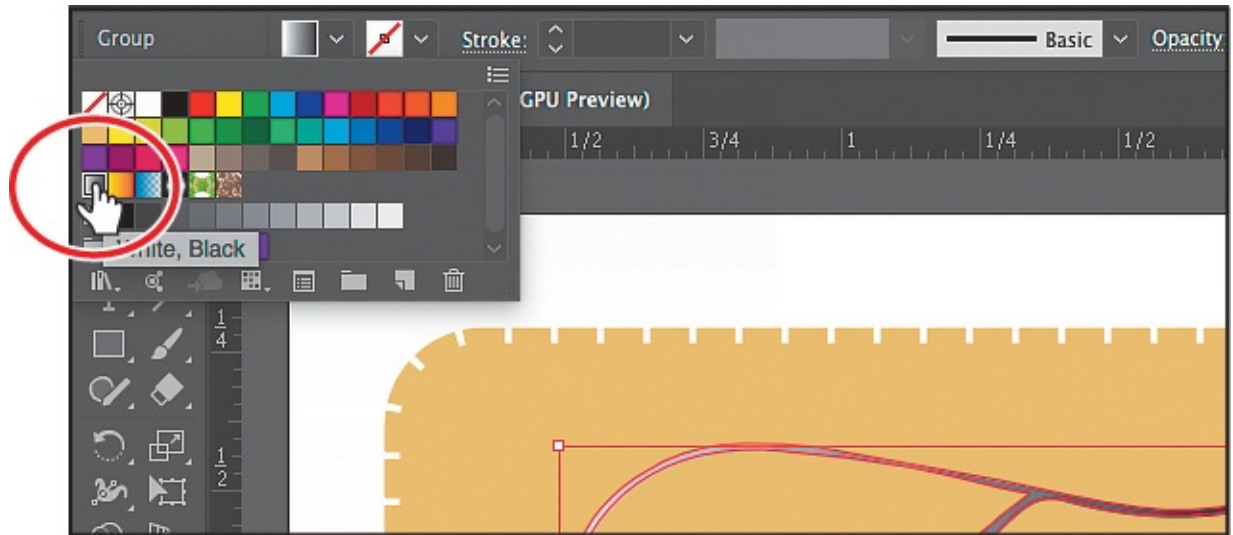 Group Stroke: Basic Opacity
GPU Preview)
1/2 3/4 1 1/4 1/2
White, Black
1
4
1
2